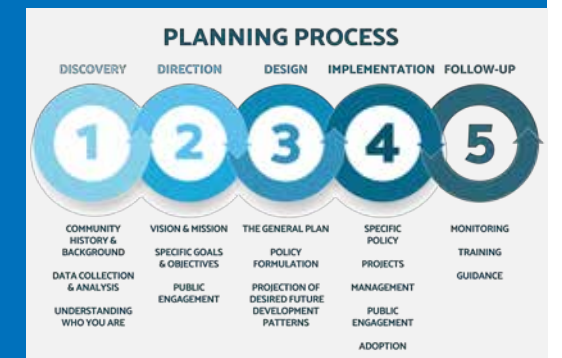 PLANNING PROCESS
DISCOVERY
DIRECTION
DESIGN
IMPLEMENTATION
FOLLOW-UP
1
2
3
4
5
COMMUNITY
HISTORY &
BACKGROUND
DATA COLLECTION
& ANALYSIS
UNDERSTANDING
WHO YOU ARE
VISION & MISSION
SPECIFIC GOALS
& OBJECTIVES
PUBLIC
ENGAGEMENT
THE GENERAL PLAN
POLICY
FORMULATION
PROJECTION OF
DESIRED FUTURE
DEVELOPMENT
PATTERNS
SPECIFIC
POLICY
PROJECTS
MANAGEMENT
PUBLIC
ENGAGEMENT
ADOPTION
MONITORING
TRAINING
GUIDANCE